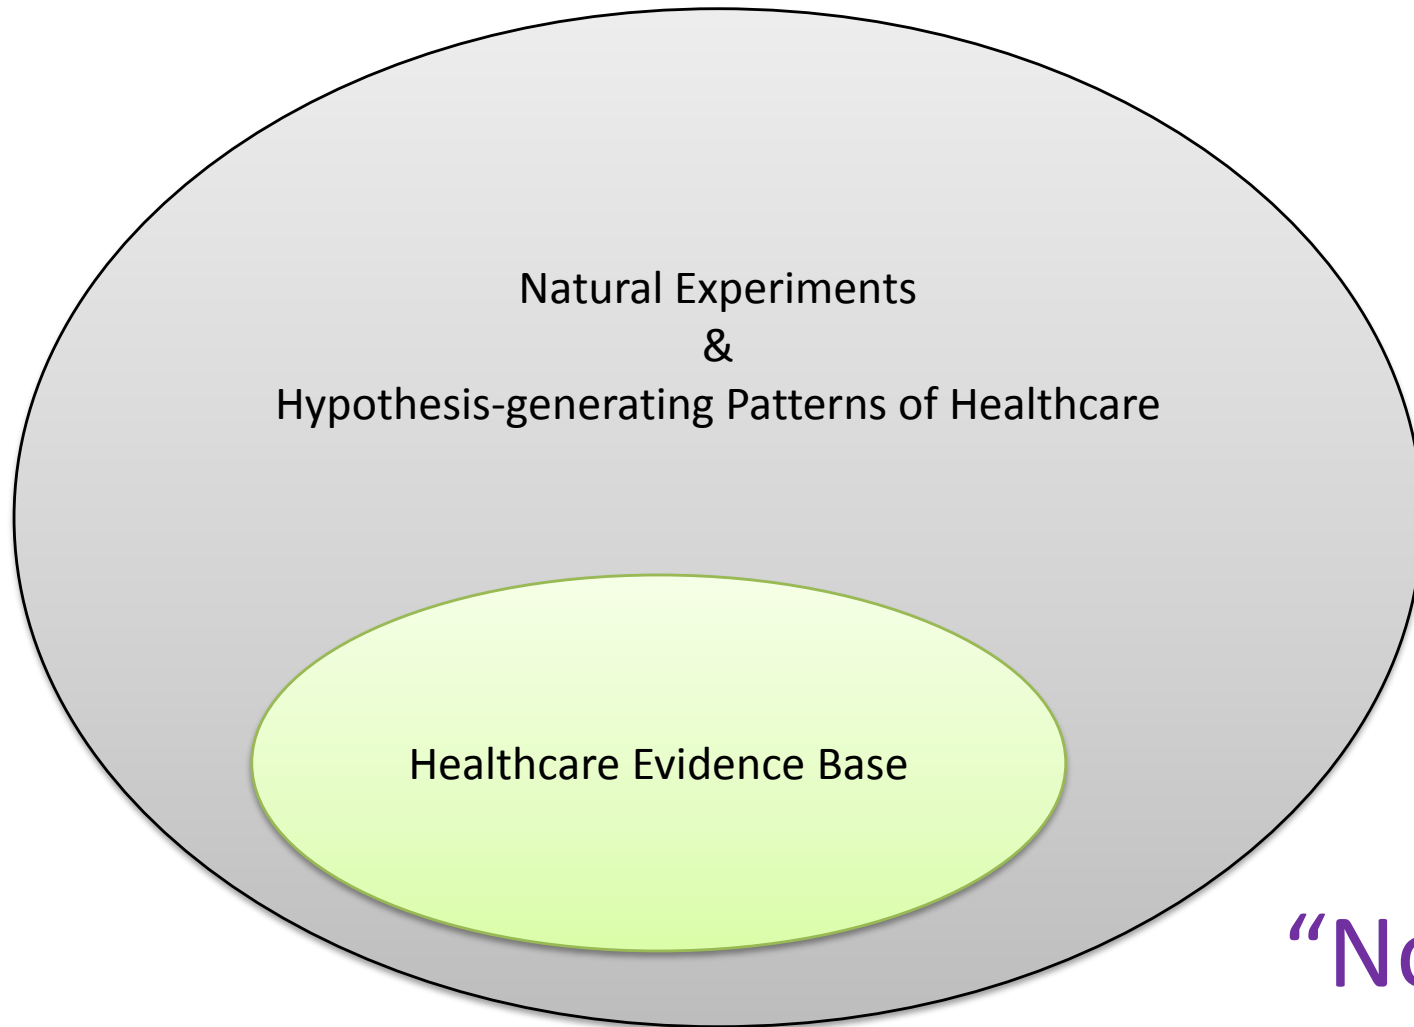 Natural Experiments
&
Hypothesis-generating Patterns of Healthcare
Healthcare Evidence Base